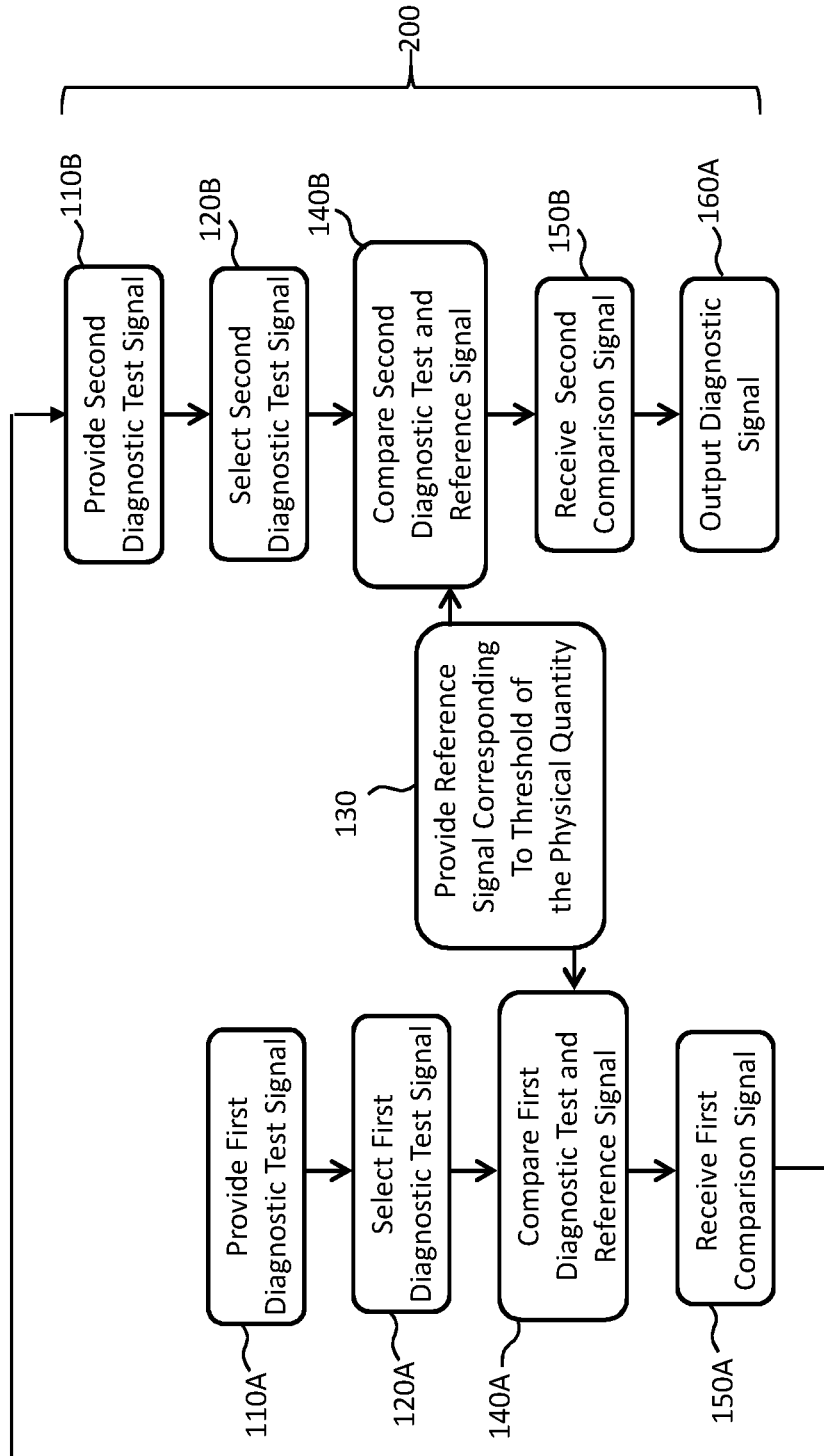 110A
Provide First
Diagnostic Test Signal
120A
Select First
Diagnostic Test Signal
140A
Compare First
Diagnostic Test and
Reference Signal
150A
Receive First
Comparison Signal
130
Provide Reference
Signal Corresponding
To Threshold of
the Physical Quantity
110B
Provide Second
Diagnostic Test Signal
120B
Select Second
Diagnostic Test Signal
140B
Compare Second
Diagnostic Test and
Reference Signal
150B
Receive Second
Comparison Signal
160A
Output Diagnostic
Signal
200